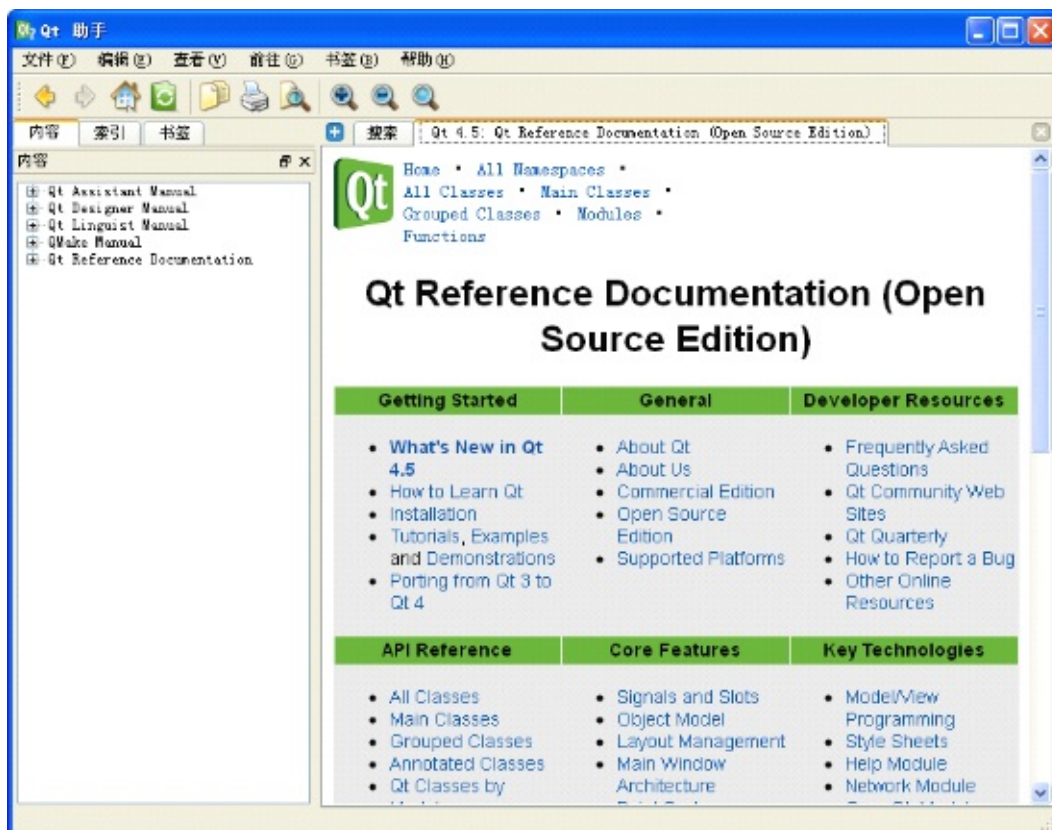 Qt 助手
文件(F) 编辑(E) 查看(V) 前往(G) 书签(B) 帮助(H)
内容 索引 书签
搜索 Qt 4.5: Qt Reference Documentation (Open Source Edition)
内容
Qt Assistant Manual
Qt Designer Manual
Qt Linguist Manual
QMake Manual
Qt Reference Documentation
Qt
Home • All Namespaces •
All Classes • Main Classes •
Grouped Classes • Modules •
Functions
Qt Reference Documentation (Open
Source Edition)
Getting Started
What's New in Qt
4.5
How to Learn Qt
Installation
Tutorials, Examples
and Demonstrations
Porting from Qt 3 to
Qt 4
General
About Qt
About Us
Commercial Edition
Open Source
Edition
Supported Platforms
Developer Resources
Frequently Asked
Questions
Qt Community Web
Sites
Qt Quarterly
How to Report a Bug
Other Online
Resources
API Reference
All Classes
Main Classes
Grouped Classes
Annotated Classes
Qt Classes by
Core Features
Signals and Slots
Object Model
Layout Management
Main Window
Architecture
Key Technologies
Model/View
Programming
Style Sheets
Help Module
Network Module